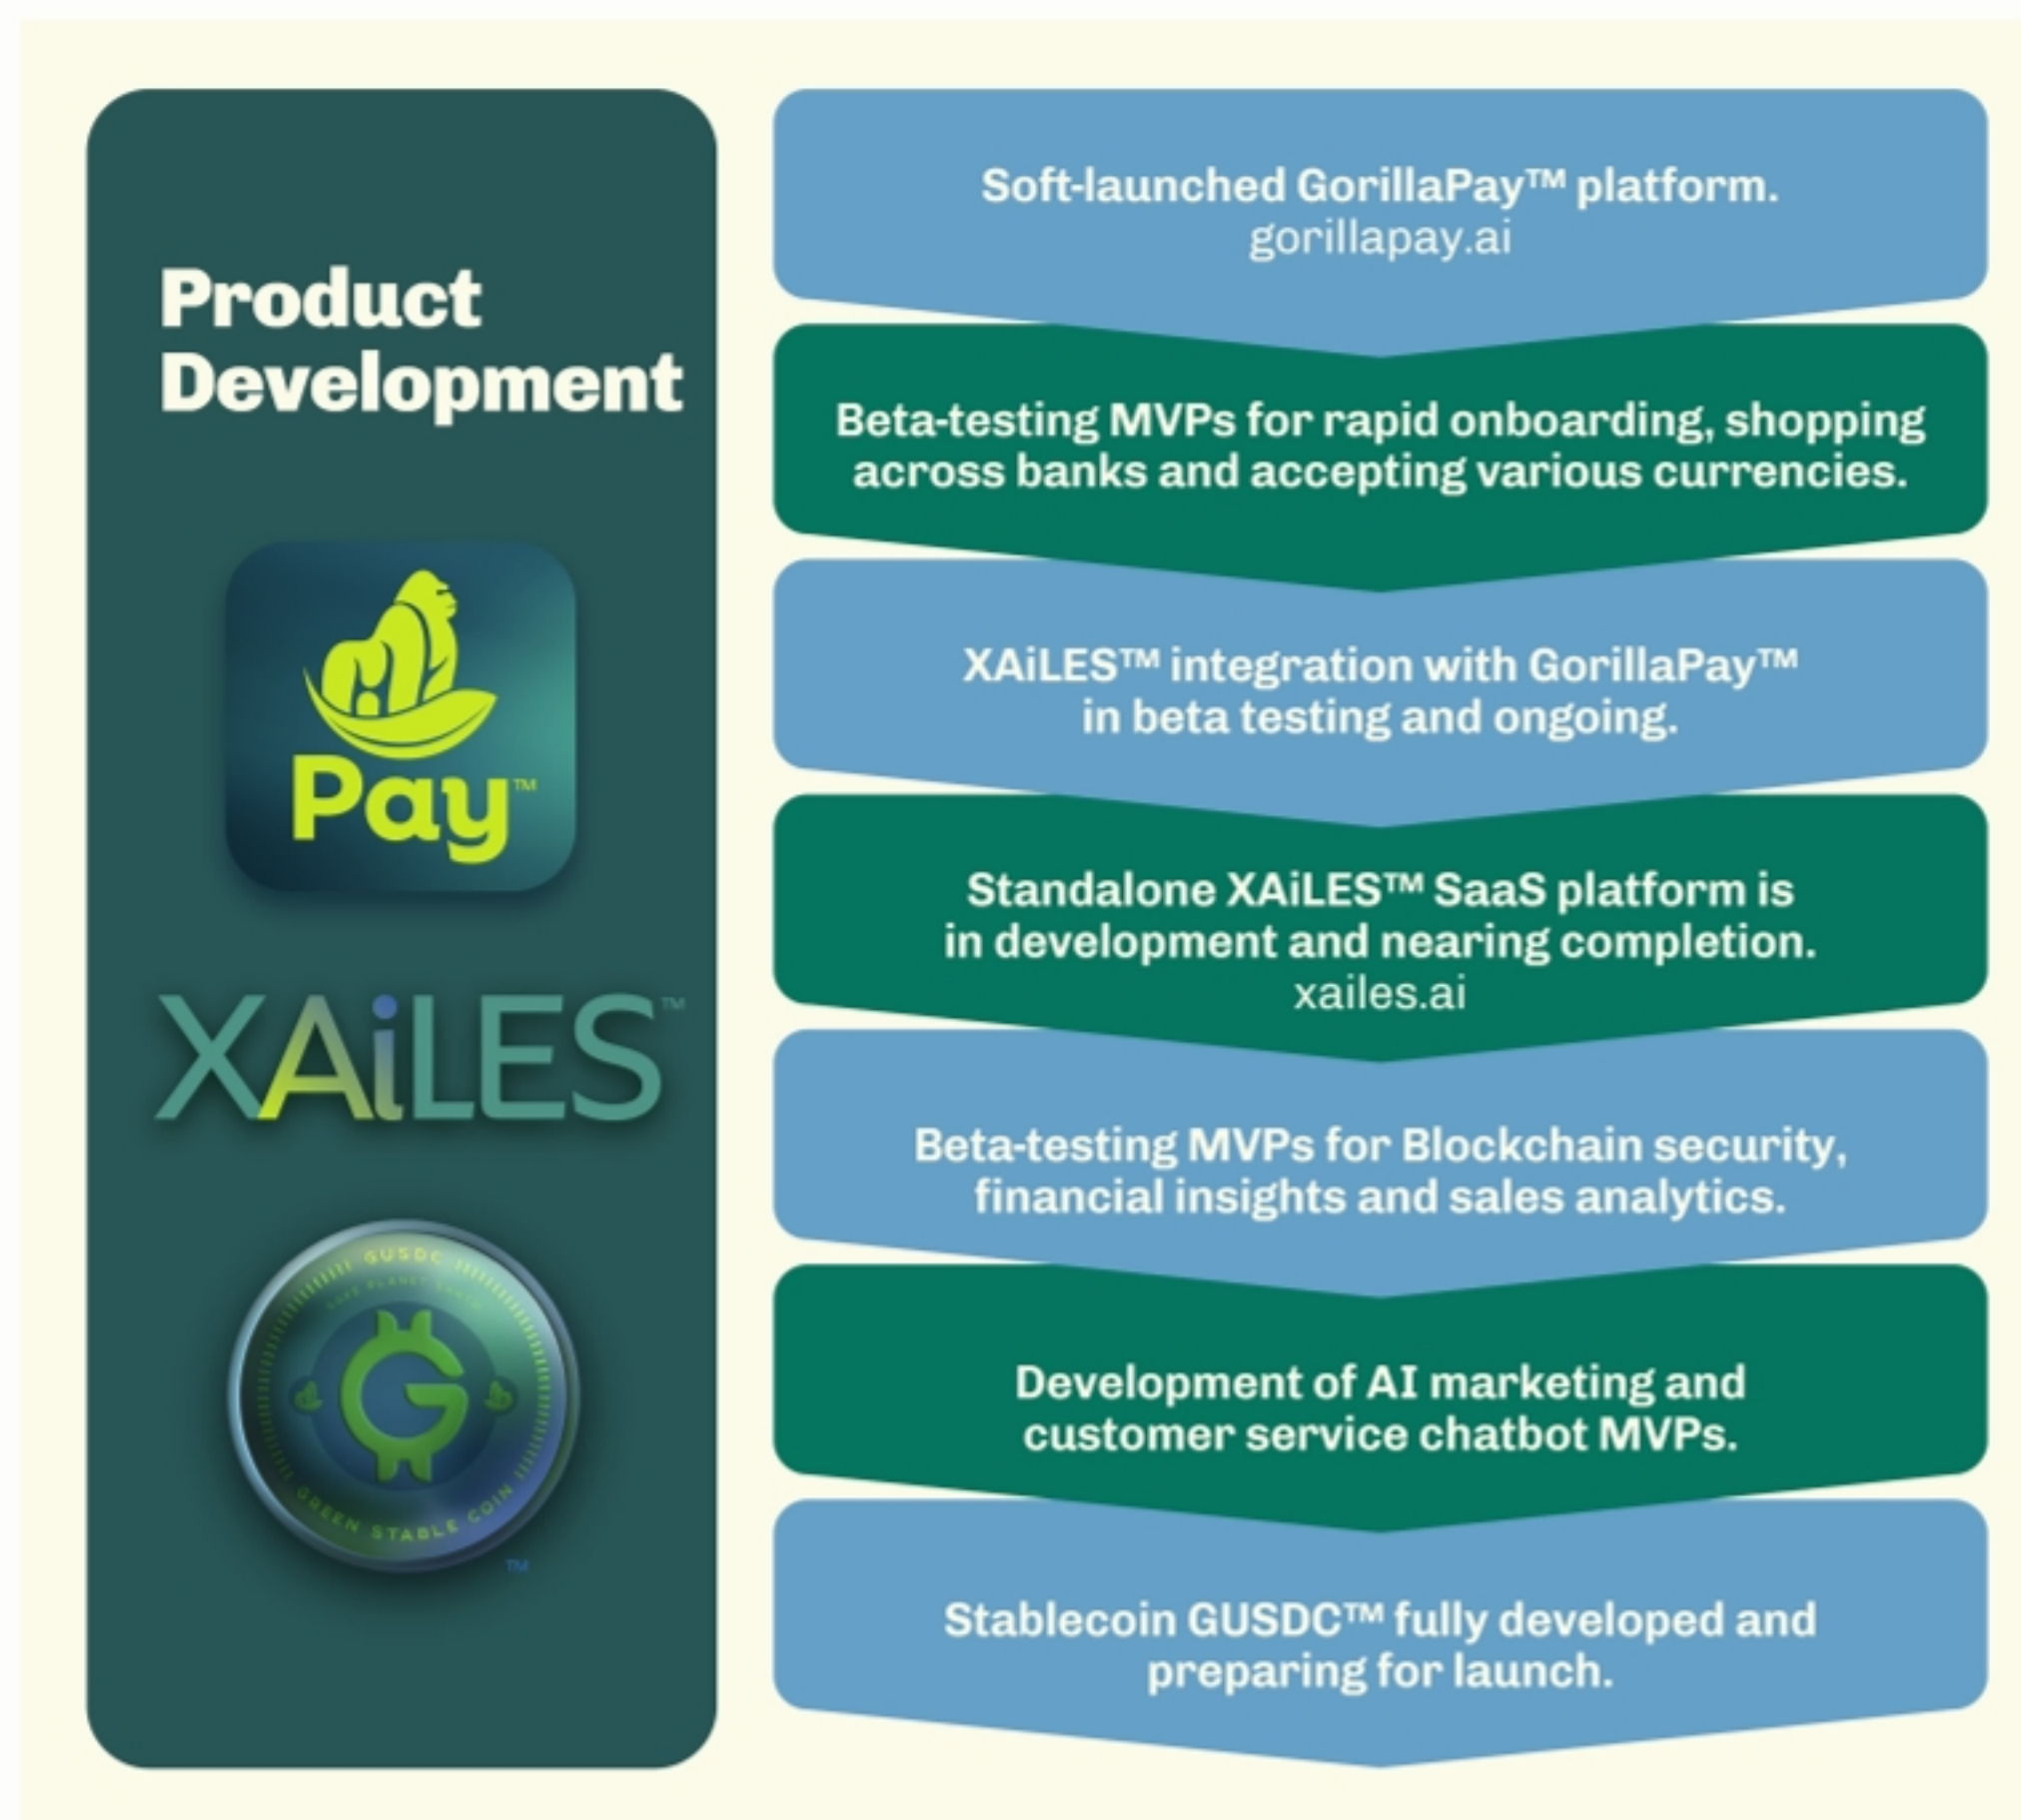 Product
Development
Pay™
XAiLES™
GUSDC
GREEN STABLE COIN
™
Soft-launched GorillaPay™ platform.
gorillapay.ai
Beta-testing MVPs for rapid onboarding, shopping
across banks and accepting various currencies.
XAiLES™ integration with GorillaPay™
in beta testing and ongoing.
Standalone XAiLES™ SaaS platform is
in development and nearing completion.
xailes.ai
Beta-testing MVPs for Blockchain security,
financial insights and sales analytics.
Development of AI marketing and
customer service chatbot MVPs.
Stablecoin GUSDC™ fully developed and
preparing for launch.